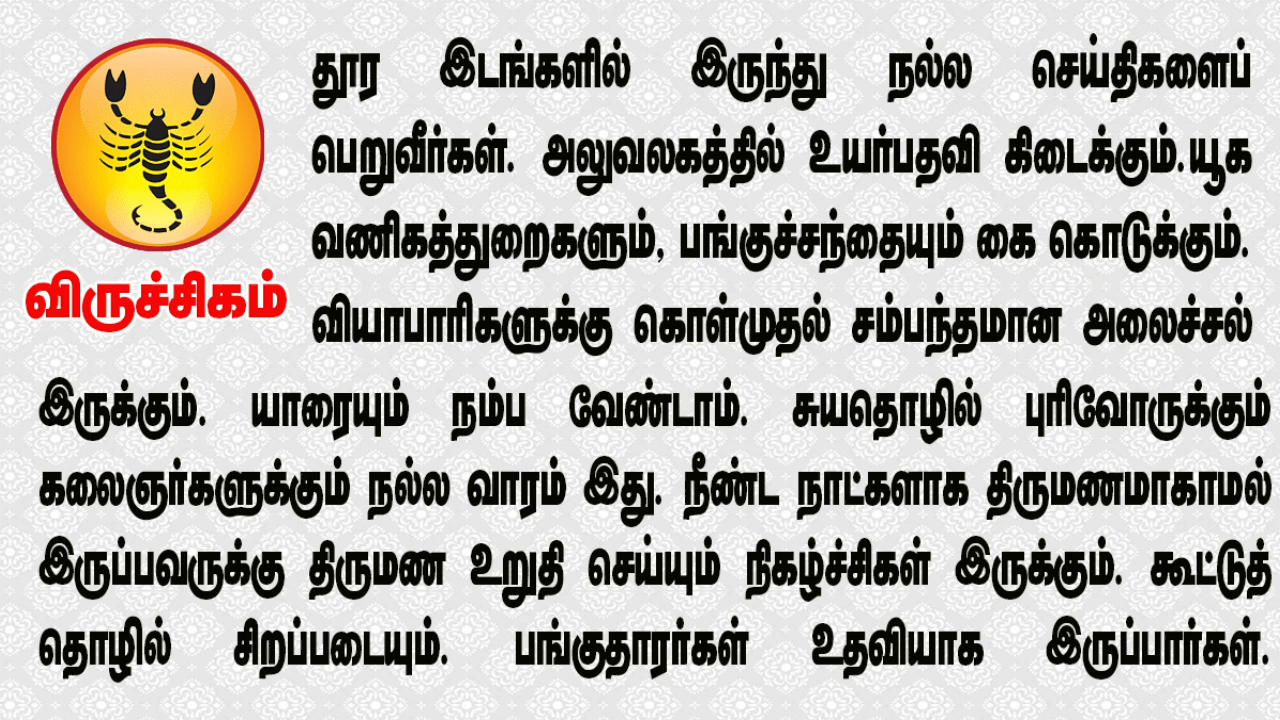 தூர இடங்களில் இருந்து நல்ல செய்திகளைப்
பெறுவீர்கள். அலுவலகத்தில் உயர்பதவி கிடைக்கும்.யூக
வணிகத்துறைகளும், பங்குச்சந்தையும் கை கொடுக்கும்.
விருச்சிகம்
வியாபாரிகளுக்கு கொள்முதல் சம்பந்தமான அலைச்சல்
இருக்கும். யாரையும் நம்ப வேண்டாம். சுயதொழில் புரிவோருக்கும்
கலைஞர்களுக்கும் நல்ல வாரம் இது. நீண்ட நாட்களாக திருமணமாகாமல்
இருப்பவருக்கு திருமண உறுதி செய்யும் நிகழ்ச்சிகள் இருக்கும். கூட்டுத்
தொழில் சிறப்படையும். பங்குதாரர்கள் உதவியாக இருப்பார்கள்.